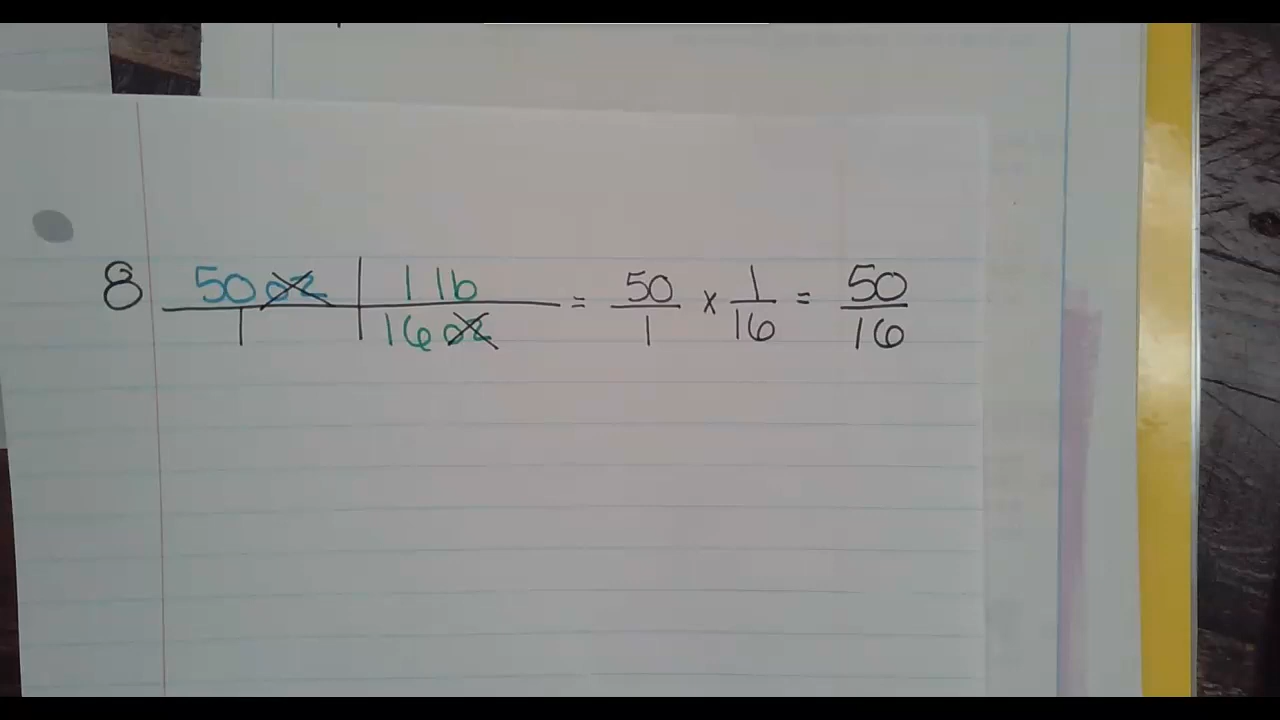 8 50 oz | 1 lb = 50 x 1 = 50
1 | 16 oz 1 16 16